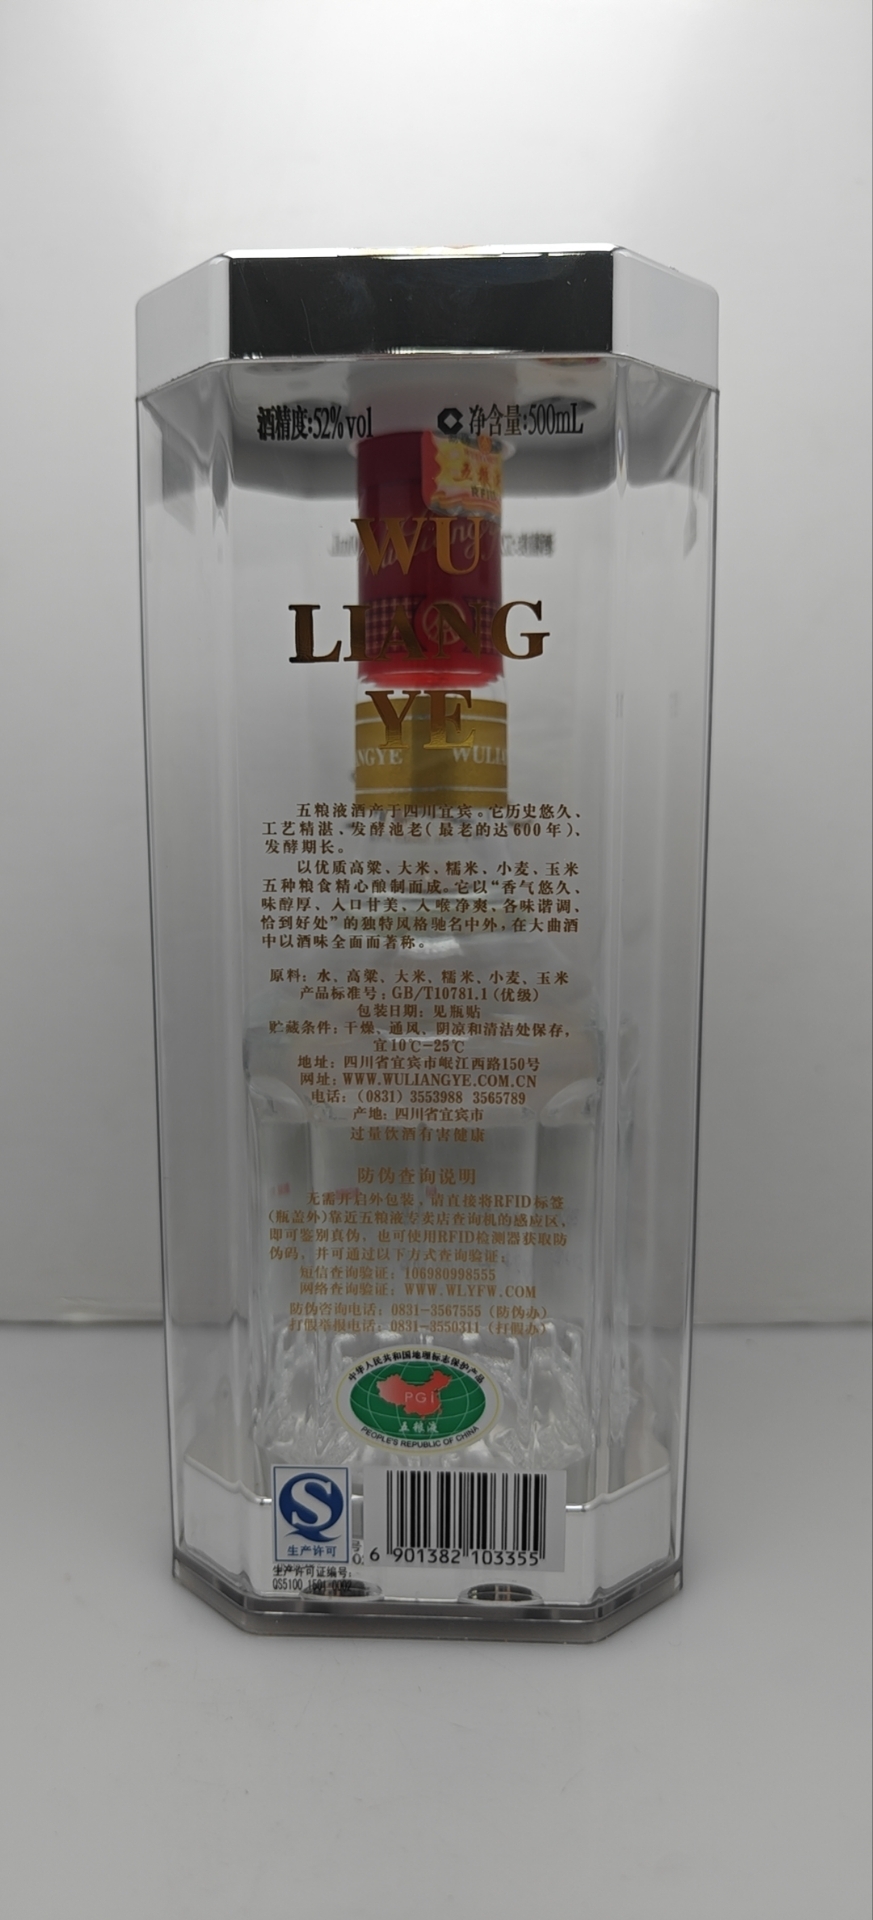 酒精度:52%vol
净含量:500mL
五粮液
WU
LIANG
YE
NGYE WULI
五粮液酒产于四川宜宾。它历史悠久、
工艺精湛、发酵池老(最老的达600年)、
发酵期长。
以优质高粱、大米、糯米、小麦、玉米
五种粮食精心酿制而成。它以“香气悠久、
味醇厚、入口甘美、入喉净爽、各味谐调、
恰到好处”的独特风格驰名中外,在大曲酒
中以酒味全面而著称。
原料: 水、高粱、大米、糯米、小麦、玉米
产品标准号: GB/T10781.1(优级)
包装日期: 见瓶贴
贮藏条件: 干燥、通风、阴凉和清洁处保存,
宜10℃-25℃
地址: 四川省宜宾市岷江西路150号
网址: WWW.WULIANGYE.COM.CN
电话: (0831) 3553988 3565789
产地: 四川省宜宾市
过量饮酒有害健康
防伪查询说明
无需开启外包装, 请直接将RFID标签
(瓶盖外)靠近五粮液专卖店查询机的感应区,
即可鉴别真伪, 也可使用RFID检测器获取防
伪码, 并可通过以下方式查询验证:
短信查询验证: 106980998555
网络查询验证: WWW.WLYFW.COM
防伪咨询电话: 0831-3567555 (防伪办)
打假举报电话: 0831-3550311 (打假办)
中华人民共和国地理标志保护产品
PGI
五粮液
PEOPLE'S REPUBLIC OF CHINA
生产许可
6 901382 103355
生产许可证编号:
QS5100 1501 0002